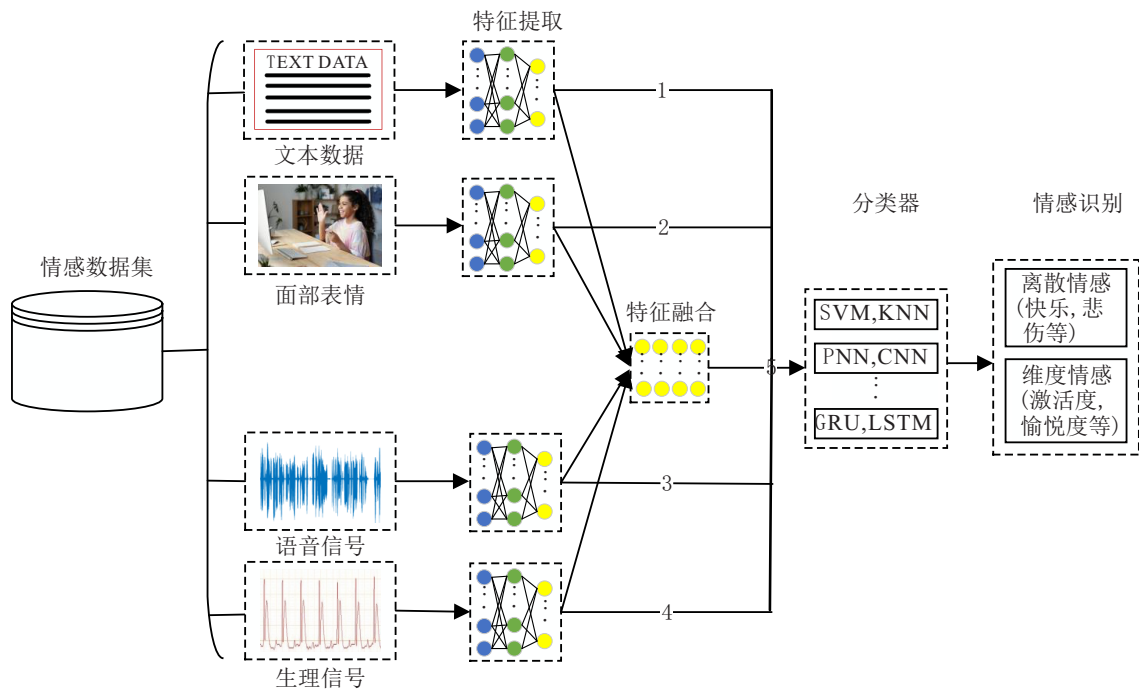 特征提取
TEXT DATA
1
文本数据
2
分类器
情感识别
情感数据集
面部表情
离散情感
(快乐,悲
伤等)
特征融合
SVM,KNN
PNN,CNN
5
维度情感
(激活度,
愉悦度等)
GRU,LSTM
3
语音信号
4
生理信号